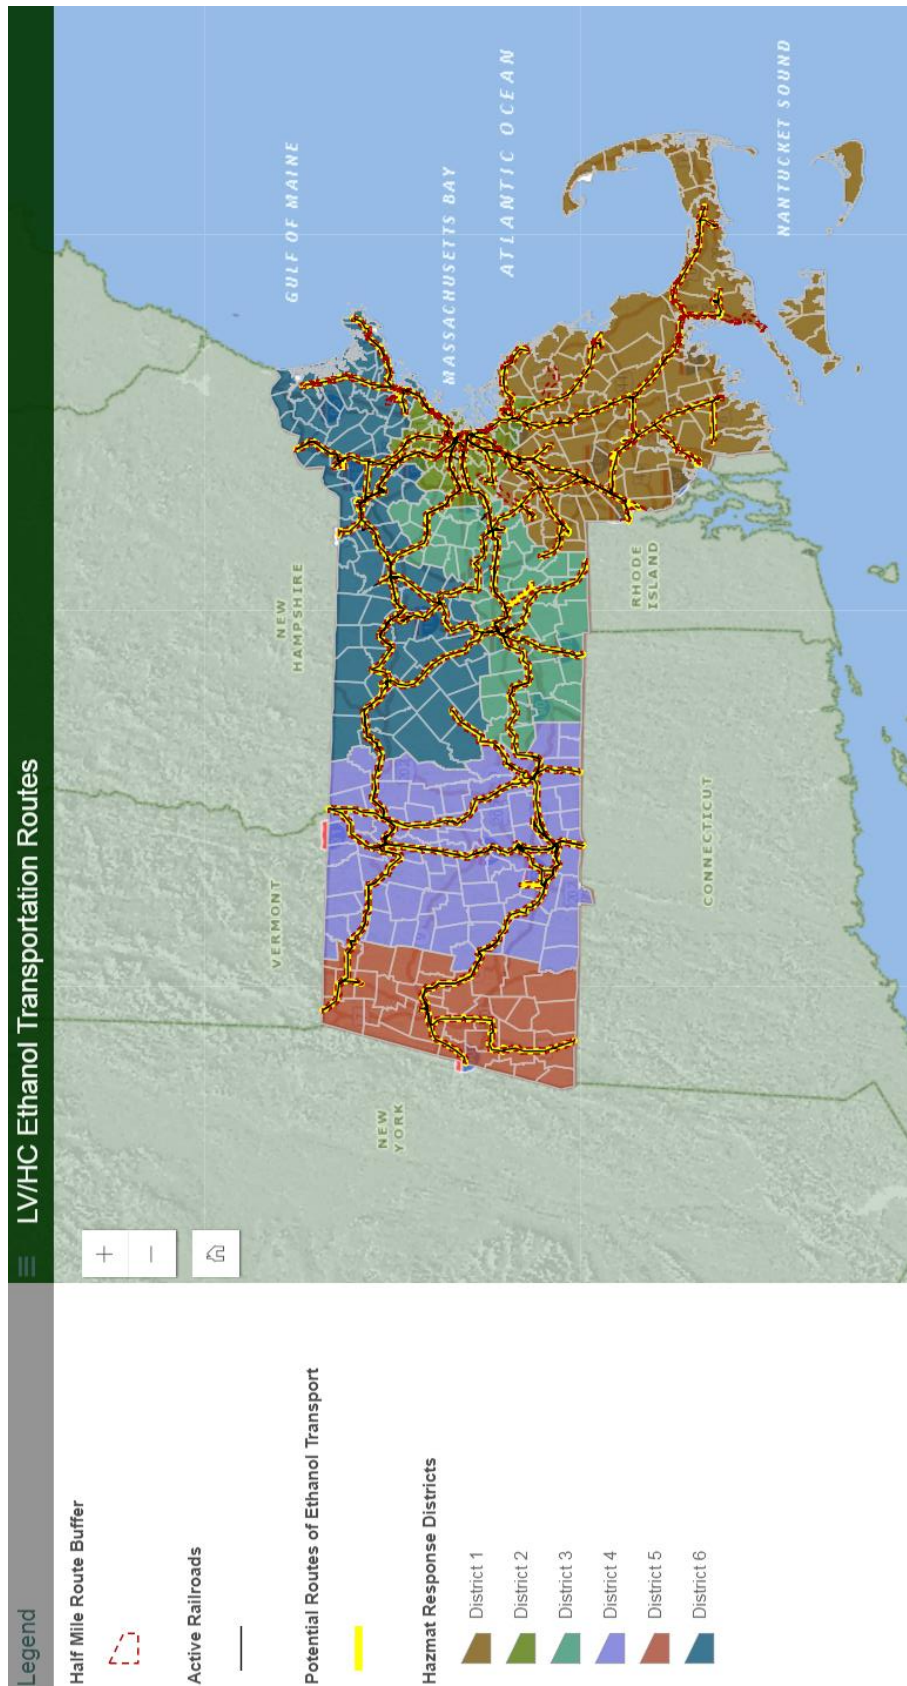 Legend
Half Mile Route Buffer
Active Railroads
Potential Routes of Ethanol Transport
Hazmat Response Districts
District 1
District 2
District 3
District 4
District 5
District 6
LV/HC Ethanol Transportation Routes
+
−
GULF OF MAINE
MASSACHUSETTS BAY
ATLANTIC OCEAN
NANTUCKET SOUND
NEW
HAMPSHIRE
VERMONT
NEW
YORK
CONNECTICUT
RHODE
ISLAND